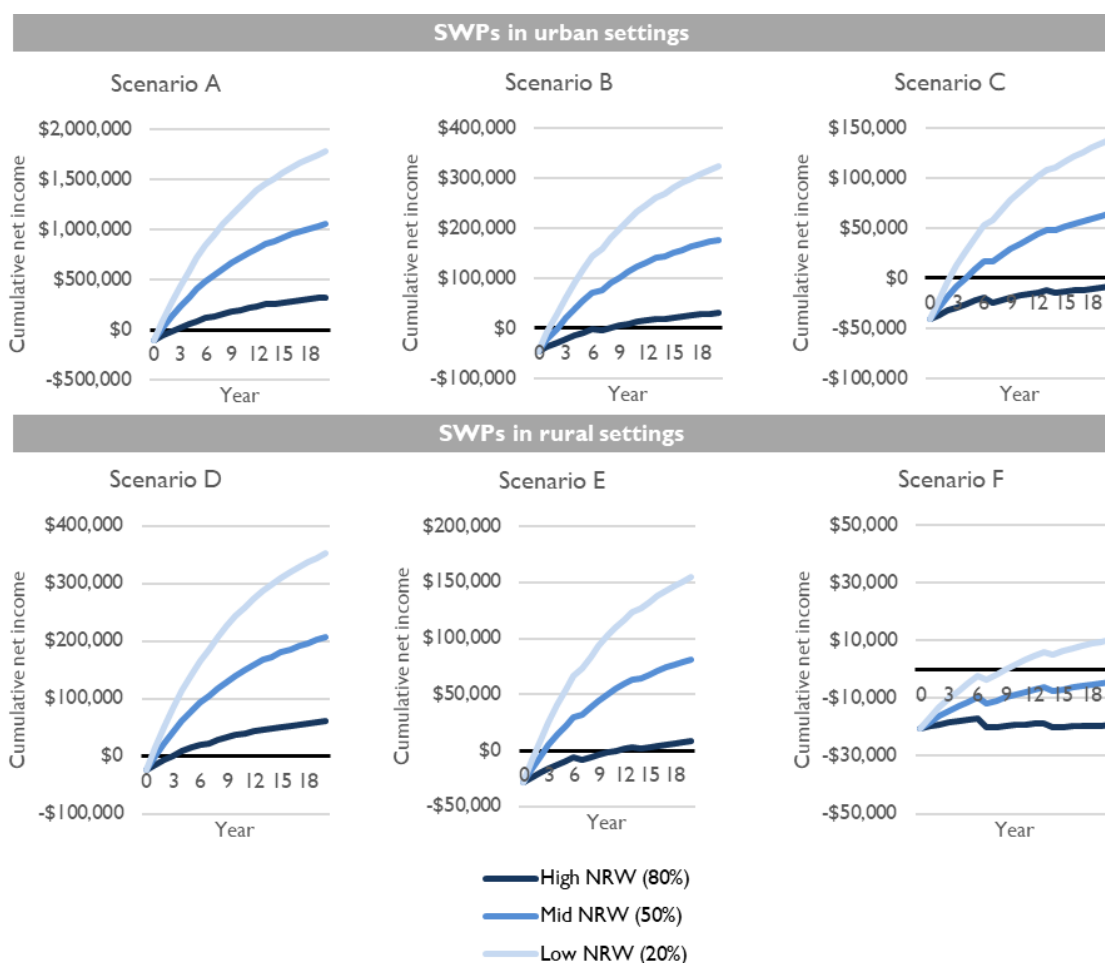 SWPs in urban settings
Scenario A
Cumulative net income
$2,000,000
$1,500,000
$1,000,000
$500,000
$0
-$500,000
0 3 6 9 12 15 18
Year
Scenario B
Cumulative net income
$400,000
$300,000
$200,000
$100,000
$0
-$100,000
0 3 6 9 12 15 18
Year
Scenario C
Cumulative net income
$150,000
$100,000
$50,000
$0
-$50,000
-$100,000
0 3 6 9 12 15 18
Year
SWPs in rural settings
Scenario D
Cumulative net income
$400,000
$300,000
$200,000
$100,000
$0
-$100,000
0 3 6 9 12 15 18
Year
Scenario E
Cumulative net income
$200,000
$150,000
$100,000
$50,000
$0
-$50,000
0 3 6 9 12 15 18
Year
Scenario F
Cumulative net income
$50,000
$30,000
$10,000
-$10,000
-$30,000
-$50,000
0 3 6 9 12 15 18
Year
High NRW (80%)
Mid NRW (50%)
Low NRW (20%)